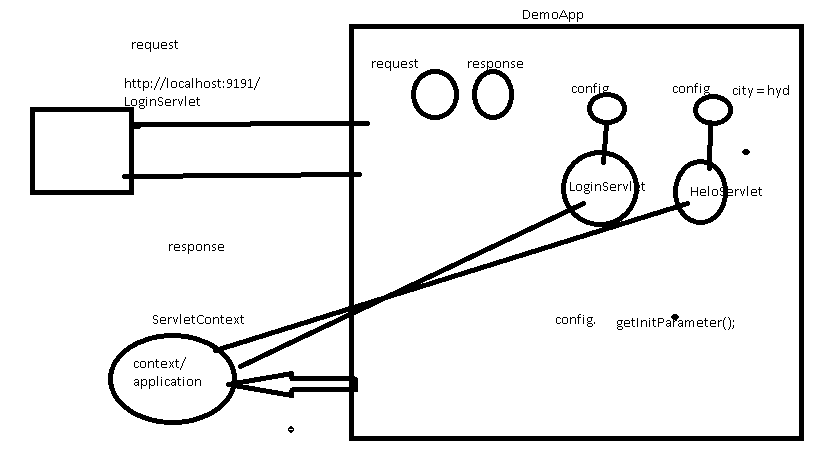 DemoApp
request
request
response
http://localhost:9191/
LoginServlet
config
config
city = hyd
LoginServlet
HeloServlet
response
ServletContext
config.
getInitParameter();
context/
application